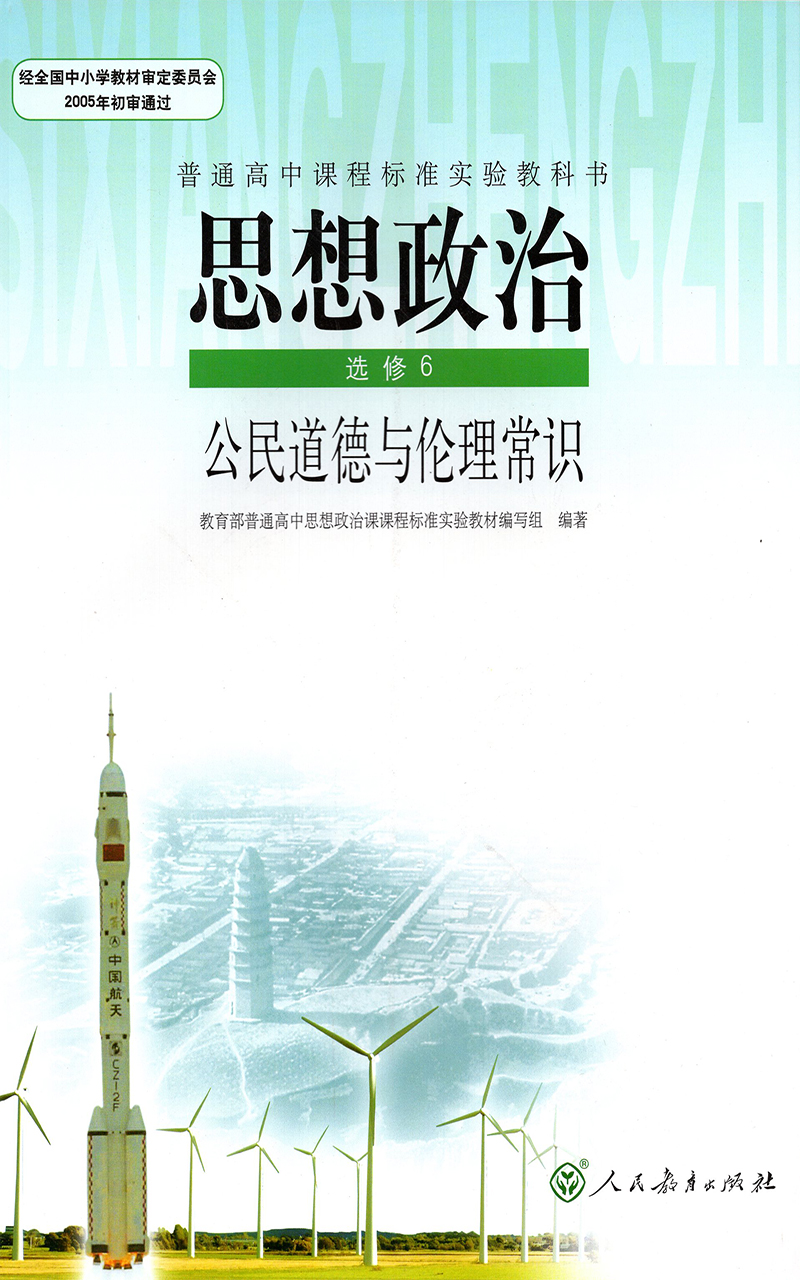 SIXIANGZHENGZHI
经全国中小学教材审定委员会
2005年初审通过
普通高中课程标准实验教科书
思想政治
选修6
公民道德与伦理常识
教育部普通高中思想政治课课程标准实验教材编写组 编著
神箭
中国航天
CZ-2F
人民教育出版社
®